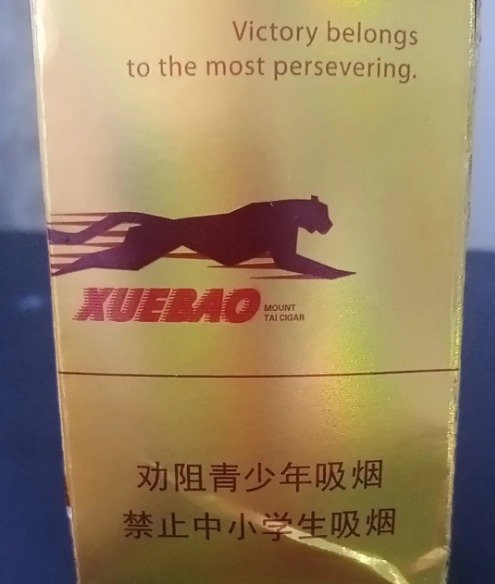 Victory belongs
to the most persevering.
XUEBAO
MOUNT
TAI CIGAR
劝阻青少年吸烟
禁止中小学生吸烟